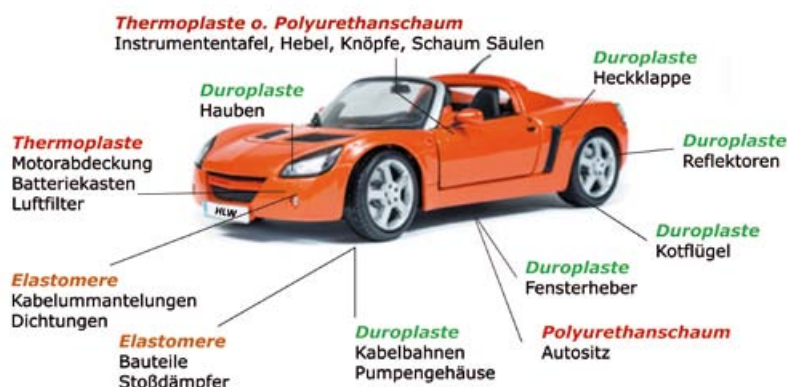 Thermoplaste o. Polyurethanschaum
Instrumententafel, Hebel, Knöpfe, Schaum Säulen
Duroplaste
Heckklappe
Duroplaste
Hauben
Thermoplaste
Motorabdeckung
Batteriekasten
Luftfilter
Duroplaste
Reflektoren
HLW
Duroplaste
Kotflügel
Duroplaste
Fensterheber
Elastomere
Kabelummantelungen
Dichtungen
Elastomere
Bauteile
Stoßdämpfer
Duroplaste
Kabelbahnen
Pumpengehäuse
Polyurethanschaum
Autositz